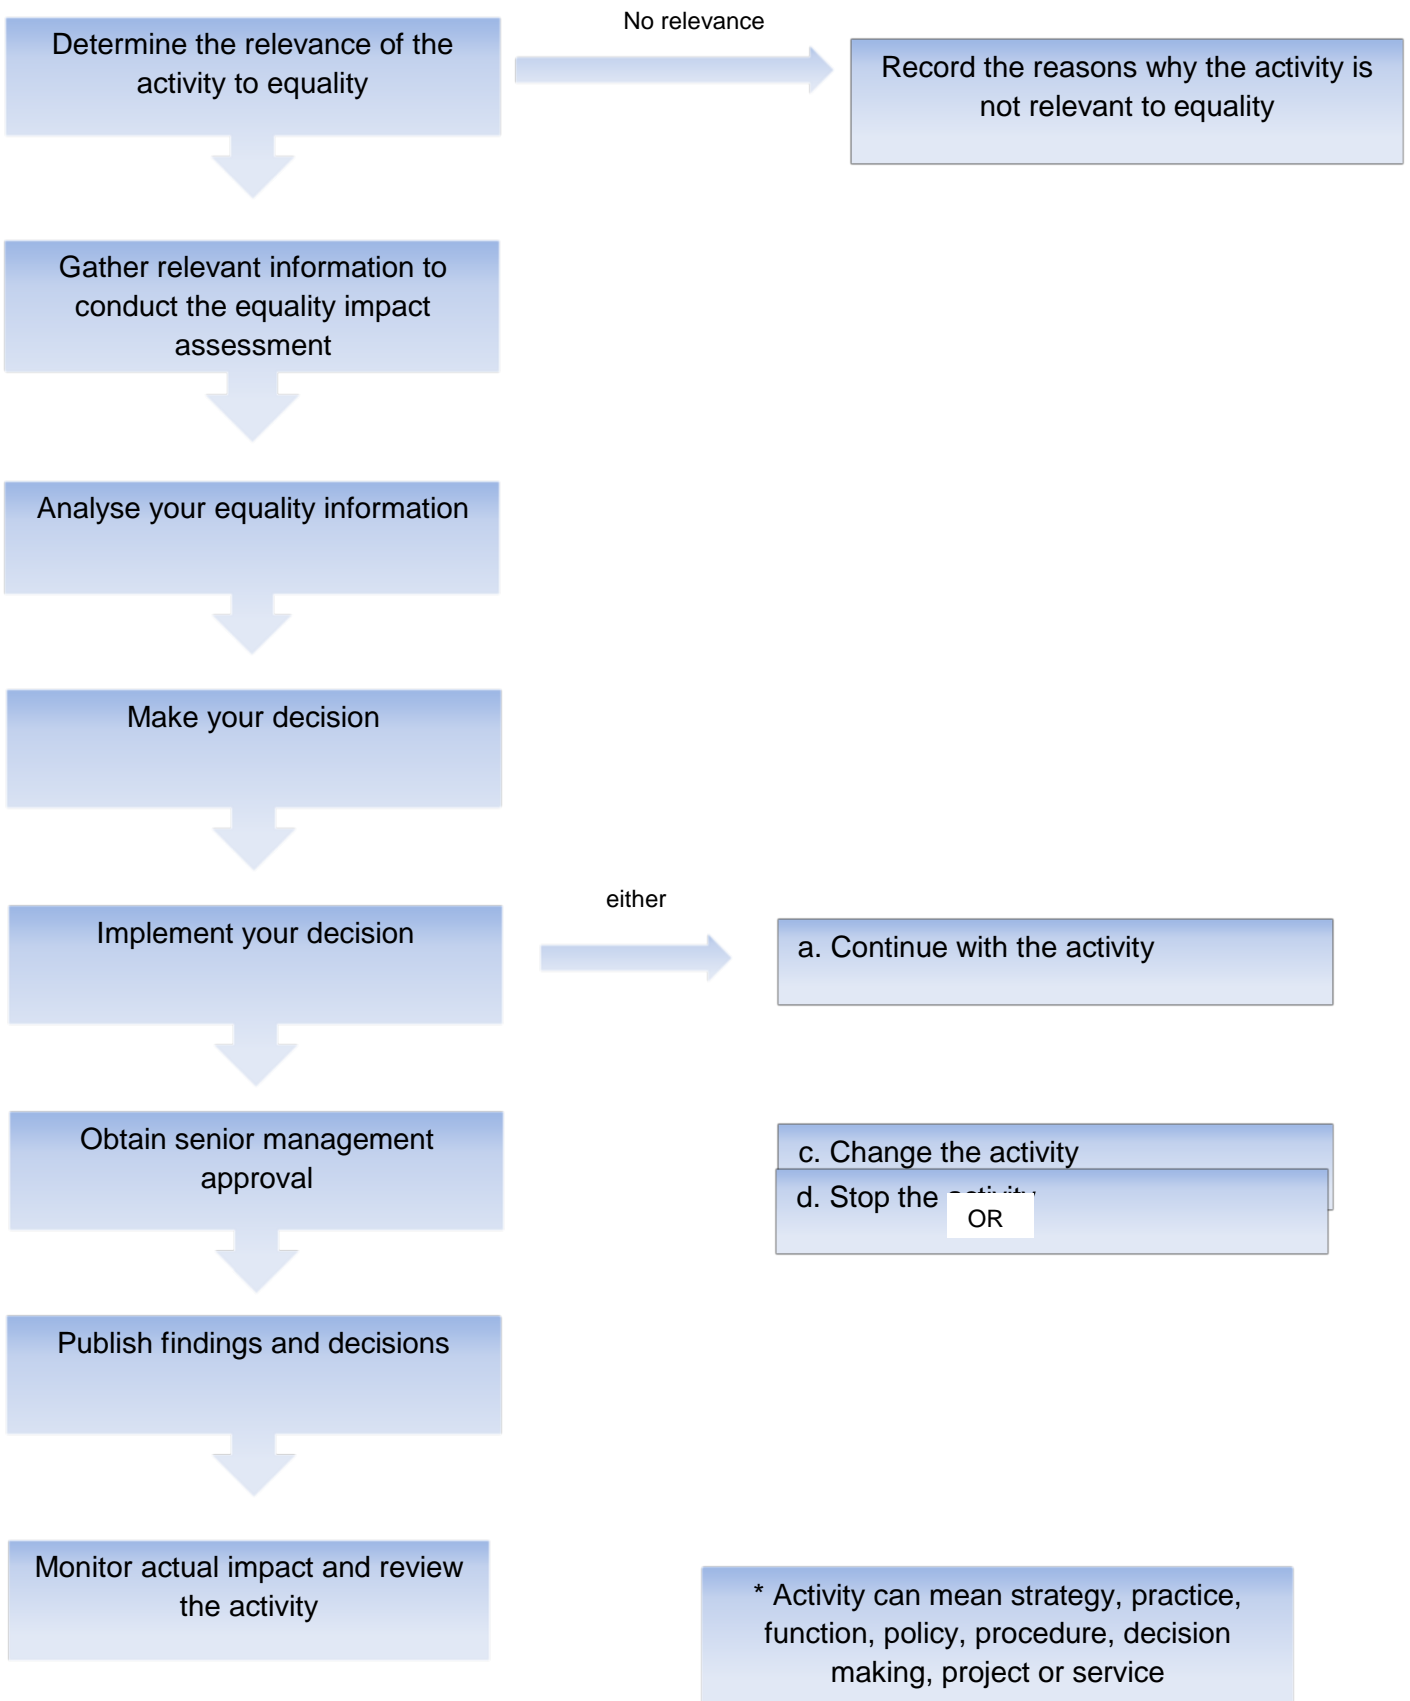 No relevance
Determine the relevance of the
activity to equality
Record the reasons why the activity is
not relevant to equality
Gather relevant information to
conduct the equality impact
assessment
Analyse your equality information
Make your decision
either
Implement your decision
a. Continue with the activity
Obtain senior management
approval
c. Change the activity
d. Stop the
OR
Publish findings and decisions
Monitor actual impact and review
the activity
* Activity can mean strategy, practice,
function, policy, procedure, decision
making, project or service